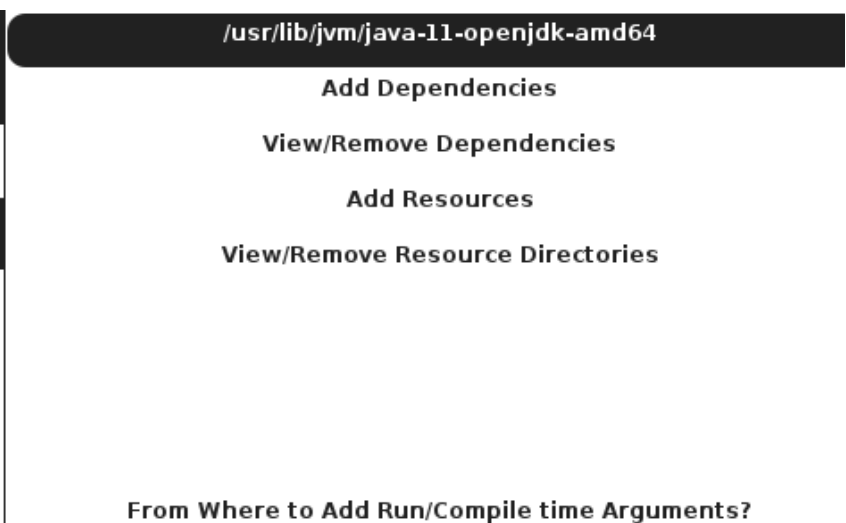 /usr/lib/jvm/java-11-openjdk-amd64
Add Dependencies
View/Remove Dependencies
Add Resources
View/Remove Resource Directories
From Where to Add Run/Compile time Arguments?